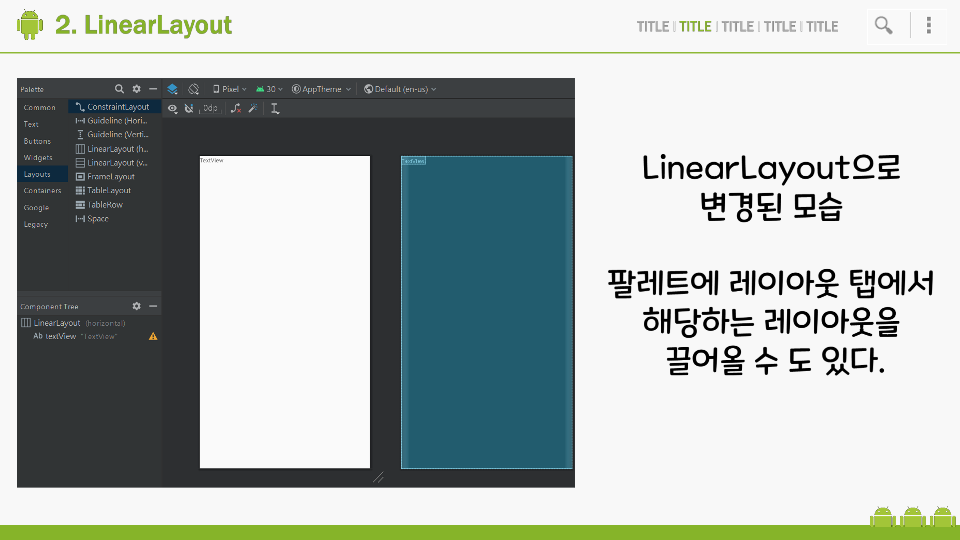 2. LinearLayout
TITLE | TITLE | TITLE | TITLE | TITLE
Palette
Common
Text
Buttons
Widgets
Layouts
Containers
Google
Legacy
ConstraintLayout
Guideline (Hori...
Guideline (Verti...
LinearLayout (h...
LinearLayout (v...
FrameLayout
TableLayout
TableRow
Space
Pixel
30
AppTheme
Default (en-us)
0dp
TextView
TextView
Component Tree
LinearLayout (horizontal)
Ab textView "TextView"
LinearLayout으로
변경된 모습
팔레트에 레이아웃 탭에서
해당하는 레이아웃을
끌어올 수 도 있다.